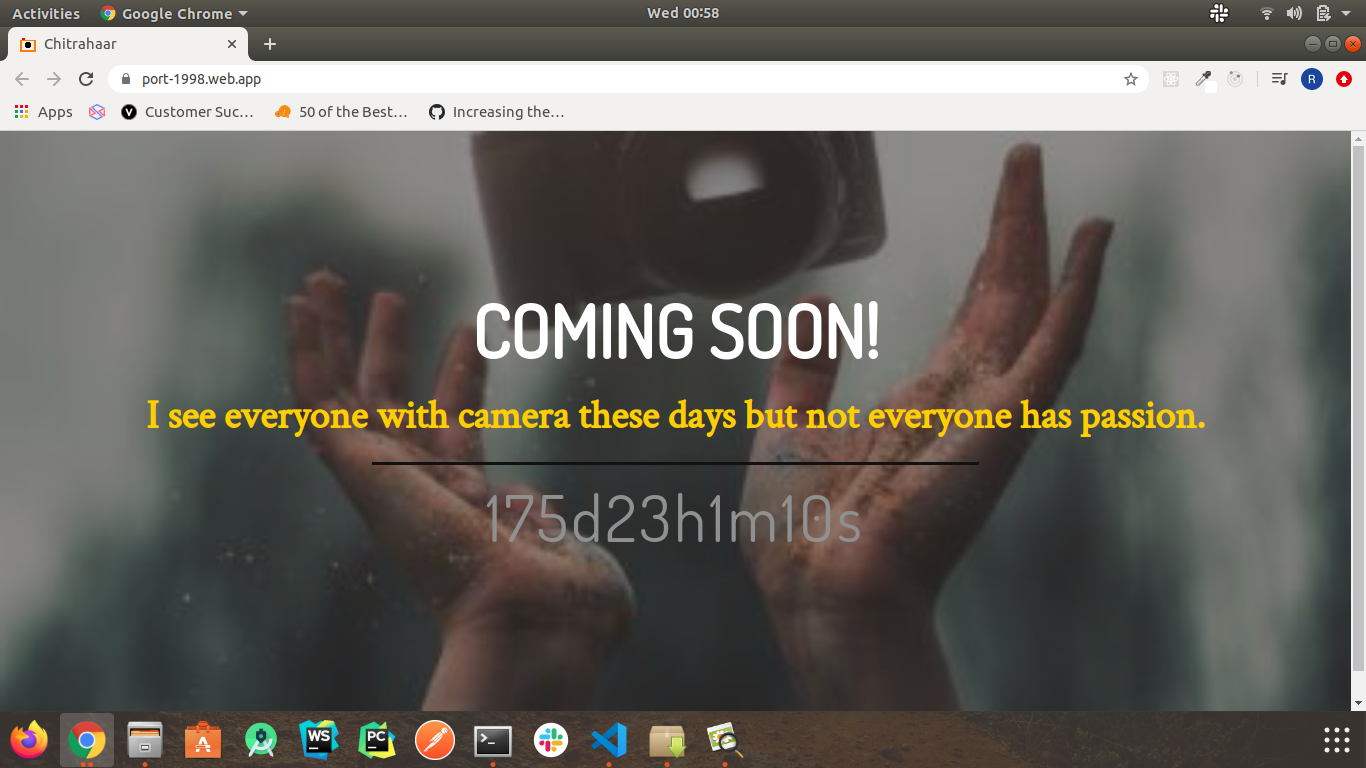 Activities Google Chrome Wed 00:58
Chitrahaar
port-1998.web.app R
Apps V Customer Suc... 50 of the Best... Increasing the...
COMING SOON!
I see everyone with camera these days but not everyone has passion.
175d23h1m10s
WS PC >_